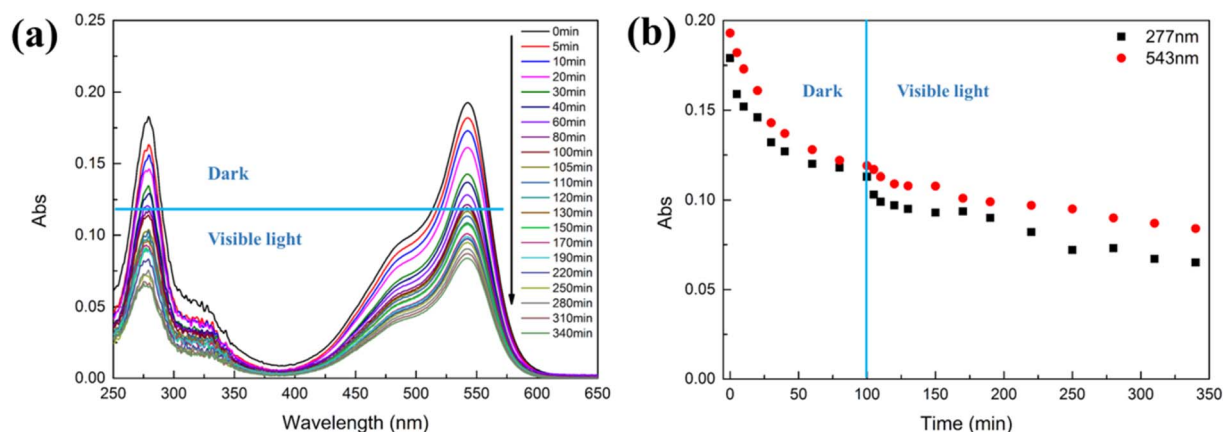 (a)
0.25
0.20
0.15
0.10
0.05
0.00
Abs
250
300
350
400
450
500
550
600
650
Wavelength (nm)
Dark
Visible light
0min
5min
10min
20min
30min
40min
60min
80min
100min
105min
110min
120min
130min
150min
170min
190min
220min
250min
280min
310min
340min
(b)
0.20
0.15
0.10
0.05
0.00
Abs
0
50
100
150
200
250
300
350
Time (min)
Dark
Visible light
277nm
543nm